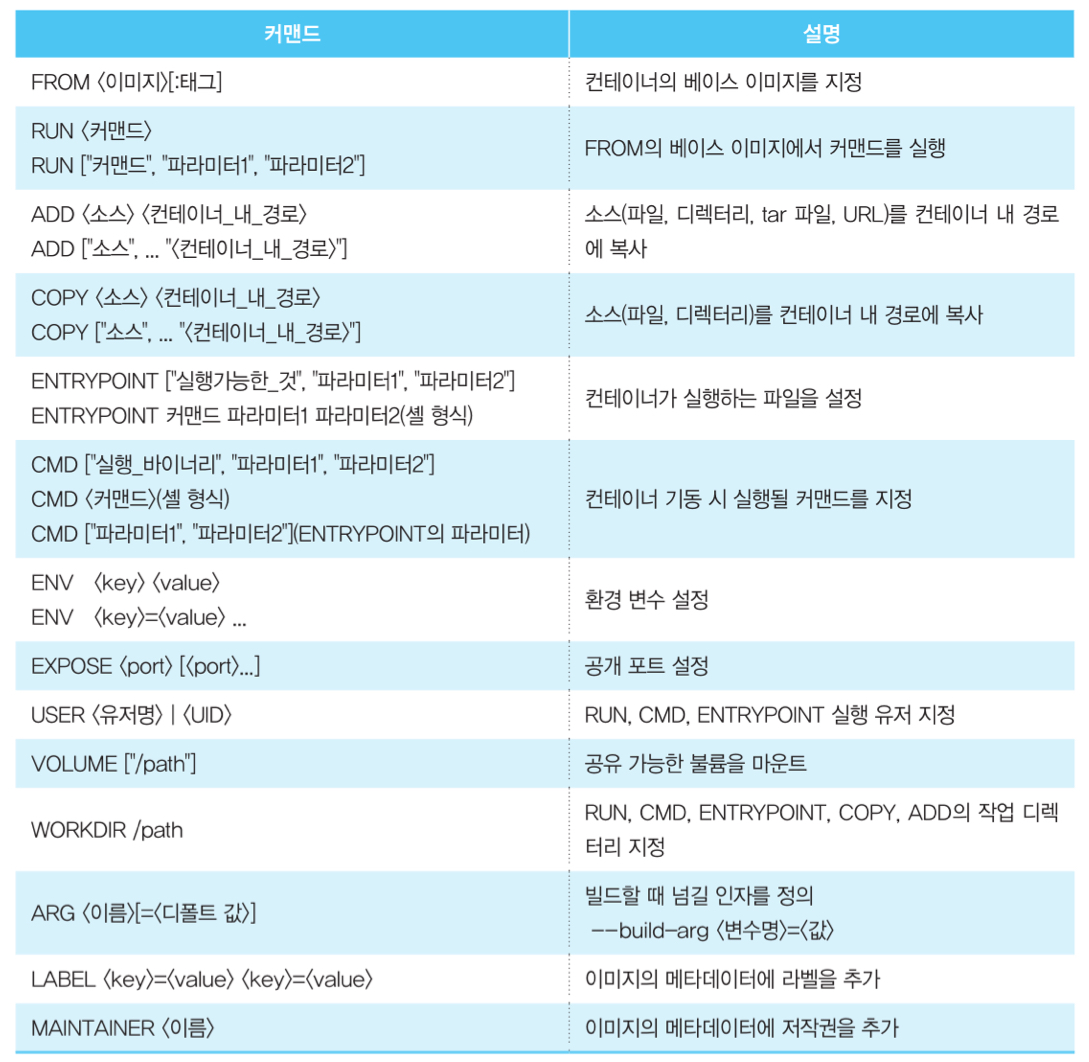 커맨드 설명
FROM 〈이미지〉[:태그] 컨테이너의 베이스 이미지를 지정
RUN 〈커맨드〉
RUN ["커맨드", "파라미터1", "파라미터2"]
FROM의 베이스 이미지에서 커맨드를 실행
ADD 〈소스〉 〈컨테이너_내_경로〉
ADD ["소스", ... "〈컨테이너_내_경로〉"]
소스(파일, 디렉터리, tar 파일, URL)를 컨테이너 내 경로
에 복사
COPY 〈소스〉 〈컨테이너_내_경로〉
COPY ["소스", ... "〈컨테이너_내_경로〉"]
소스(파일, 디렉터리)를 컨테이너 내 경로에 복사
ENTRYPOINT ["실행가능한_것", "파라미터1", "파라미터2"]
ENTRYPOINT 커맨드 파라미터1 파라미터2(셸 형식)
컨테이너가 실행하는 파일을 설정
CMD ["실행_바이너리", "파라미터1", "파라미터2"]
CMD 〈커맨드〉(셸 형식)
CMD ["파라미터1", "파라미터2"](ENTRYPOINT의 파라미터)
컨테이너 기동 시 실행될 커맨드를 지정
ENV 〈key〉 〈value〉
ENV 〈key〉=〈value〉 ...
환경 변수 설정
EXPOSE 〈port〉 [〈port〉...] 공개 포트 설정
USER 〈유저명〉 | 〈UID〉 RUN, CMD, ENTRYPOINT 실행 유저 지정
VOLUME ["/path"] 공유 가능한 볼륨을 마운트
WORKDIR /path
RUN, CMD, ENTRYPOINT, COPY, ADD의 작업 디렉
터리 지정
ARG 〈이름〉[=〈디폴트 값〉]
빌드할 때 넘길 인자를 정의
--build-arg 〈변수명〉=〈값〉
LABEL 〈key〉=〈value〉 〈key〉=〈value〉 이미지의 메타데이터에 라벨을 추가
MAINTAINER 〈이름〉 이미지의 메타데이터에 저작권을 추가